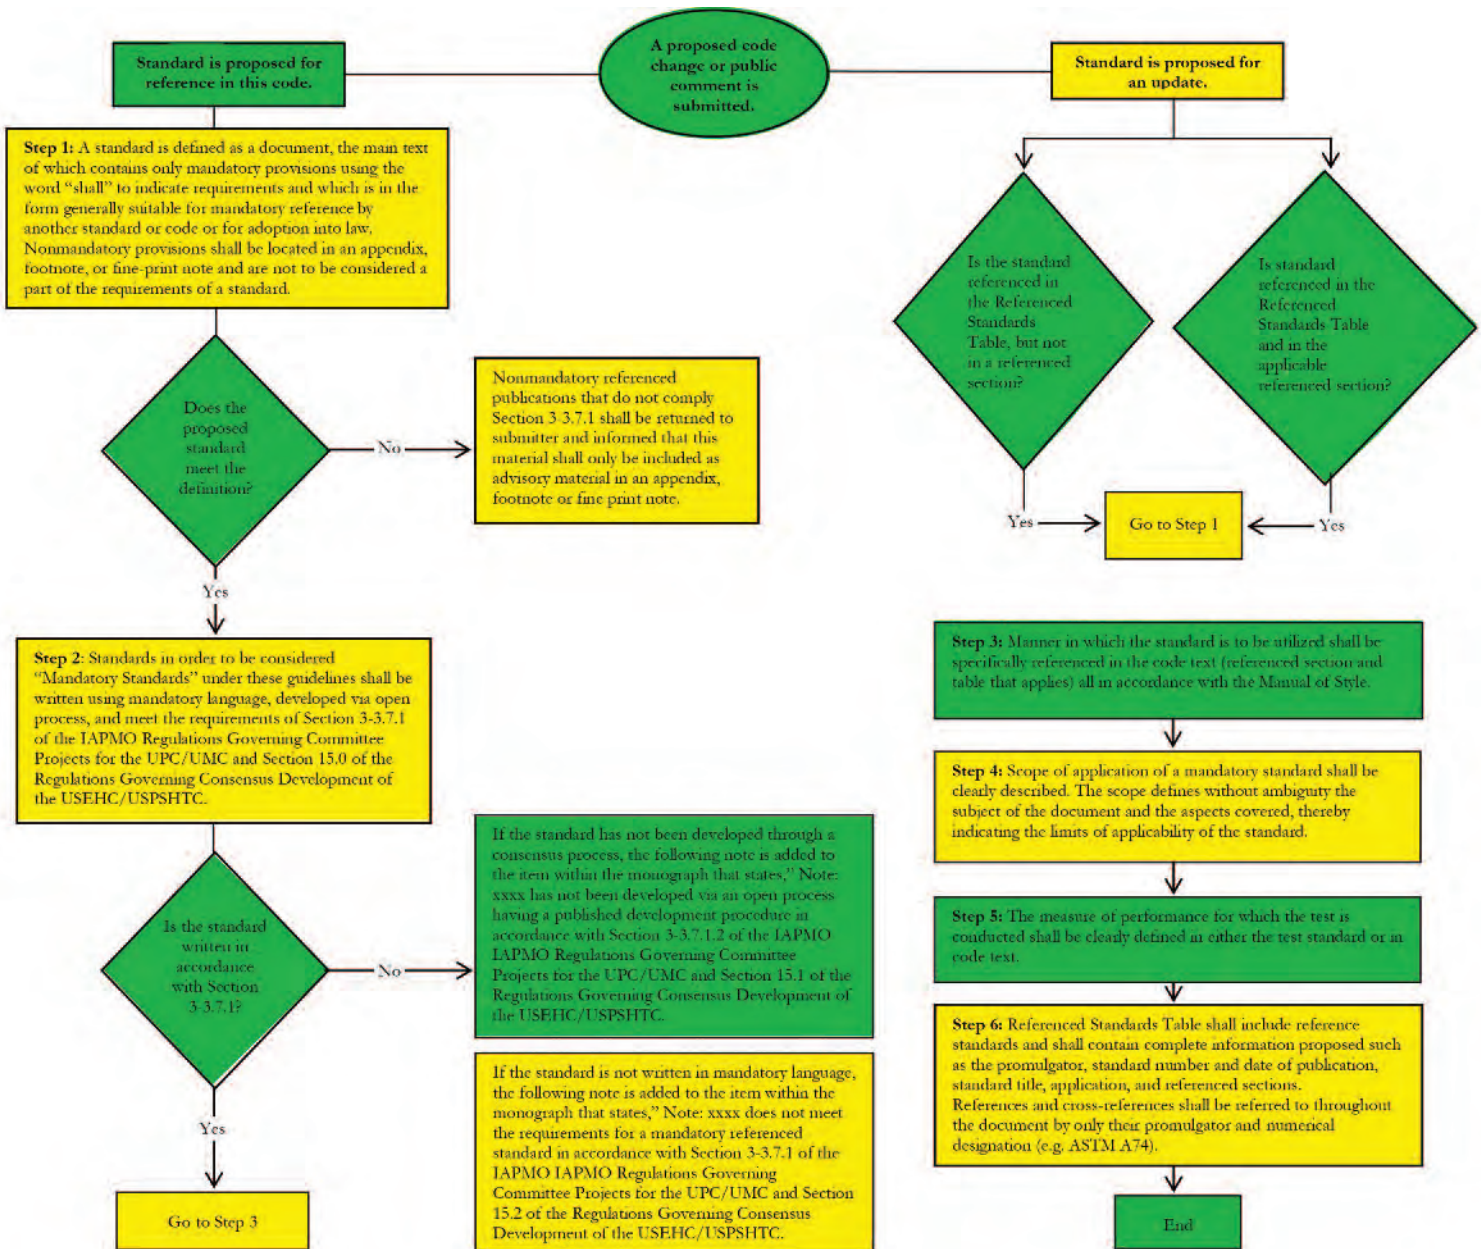 A proposed code
change or public
comment is
submitted.
Standard is proposed for
reference in this code.
Step 1: A standard is defined as a document, the main text
of which contains only mandatory provisions using the
word “shall” to indicate requirements and which is in the
form generally suitable for mandatory reference by
another standard or code or for adoption into law.
Nonmandatory provisions shall be located in an appendix,
footnote, or fine-print note and are not to be considered a
part of the requirements of a standard.
Does the
proposed
standard
meet the
definition?
No
Nonmandatory referenced
publications that do not comply
Section 3-3.7.1 shall be returned to
submitter and informed that this
material shall only be included as
advisory material in an appendix,
footnote or fine print note.
Yes
Step 2: Standards in order to be considered
“Mandatory Standards” under these guidelines shall be
written using mandatory language, developed via open
process, and meet the requirements of Section 3-3.7.1
of the IAPMO Regulations Governing Committee
Projects for the UPC/UMC and Section 15.0 of the
Regulations Governing Consensus Development of
the USEHC/USPSHTC.
Is the standard
written in
accordance
with Section
3-3.7.1?
No
If the standard has not been developed through a
consensus process, the following note is added to
the item within the monograph that states,” Note:
xxxx has not been developed via an open process
having a published development procedure in
accordance with Section 3-3.7.1.2 of the IAPMO
IAPMO Regulations Governing Committee
Projects for the UPC/UMC and Section 15.1 of the
Regulations Governing Consensus Development of
the USEHC/USPSHTC.
If the standard is not written in mandatory language,
the following note is added to the item within the
monograph that states,” Note: xxxx does not meet
the requirements for a mandatory referenced
standard in accordance with Section 3-3.7.1 of the
IAPMO IAPMO Regulations Governing
Committee Projects for the UPC/UMC and Section
15.2 of the Regulations Governing Consensus
Development of the USEHC/USPSHTC.
Yes
Go to Step 3
Standard is proposed for
an update.
Is the standard
referenced in
the Referenced
Standards
Table, but not
in a referenced
section?
Is standard
referenced in the
Referenced
Standards Table
and in the
applicable
referenced section?
Yes
Go to Step 1
Yes
Step 3: Manner in which the standard is to be utilized shall be
specifically referenced in the code text (referenced section and
table that applies) all in accordance with the Manual of Style.
Step 4: Scope of application of a mandatory standard shall be
clearly described. The scope defines without ambiguity the
subject of the document and the aspects covered, thereby
indicating the limits of applicability of the standard.
Step 5: The measure of performance for which the test is
conducted shall be clearly defined in either the test standard or in
code text.
Step 6: Referenced Standards Table shall include reference
standards and shall contain complete information proposed such
as the promulgator, standard number and date of publication,
standard title, application, and referenced sections.
References and cross-references shall be referred to throughout
the document by only their promulgator and numerical
designation (e.g. ASTM A74).
End